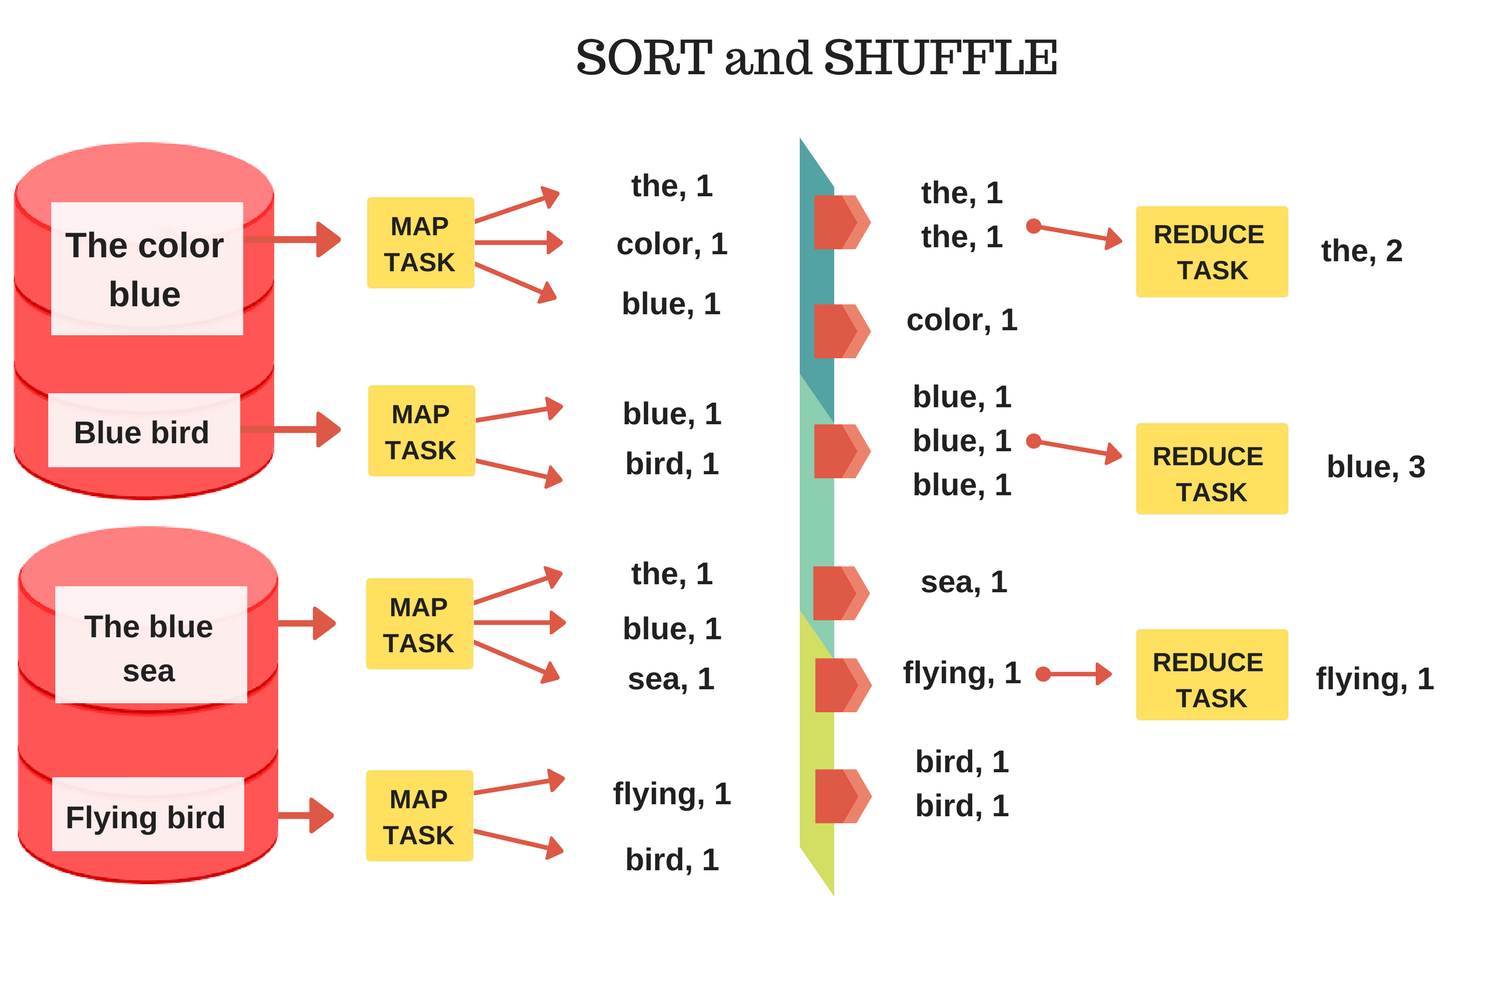 SORT and SHUFFLE
The color
blue
MAP
TASK
the, 1
color, 1
blue, 1
Blue bird
MAP
TASK
blue, 1
bird, 1
The blue
sea
MAP
TASK
the, 1
blue, 1
sea, 1
Flying bird
MAP
TASK
flying, 1
bird, 1
the, 1
the, 1
color, 1
blue, 1
blue, 1
blue, 1
sea, 1
flying, 1
bird, 1
bird, 1
REDUCE
TASK
the, 2
REDUCE
TASK
blue, 3
REDUCE
TASK
flying, 1